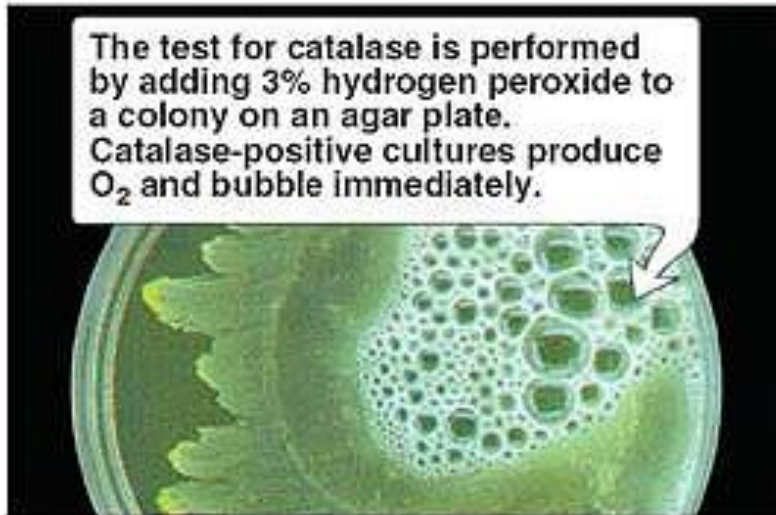 The test for catalase is performed
by adding 3% hydrogen peroxide to
a colony on an agar plate.
Catalase-positive cultures produce
O₂ and bubble immediately.